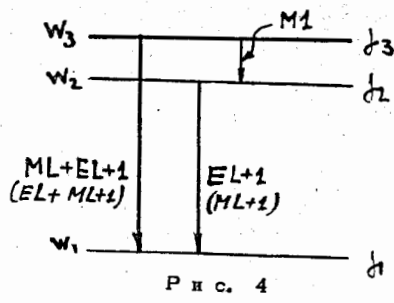 W₃ M1 j₃
W₂ j₂
ML+EL+1 EL+1
(EL+ML+1) (ML+1)
W₁ j₁
Рис. 4